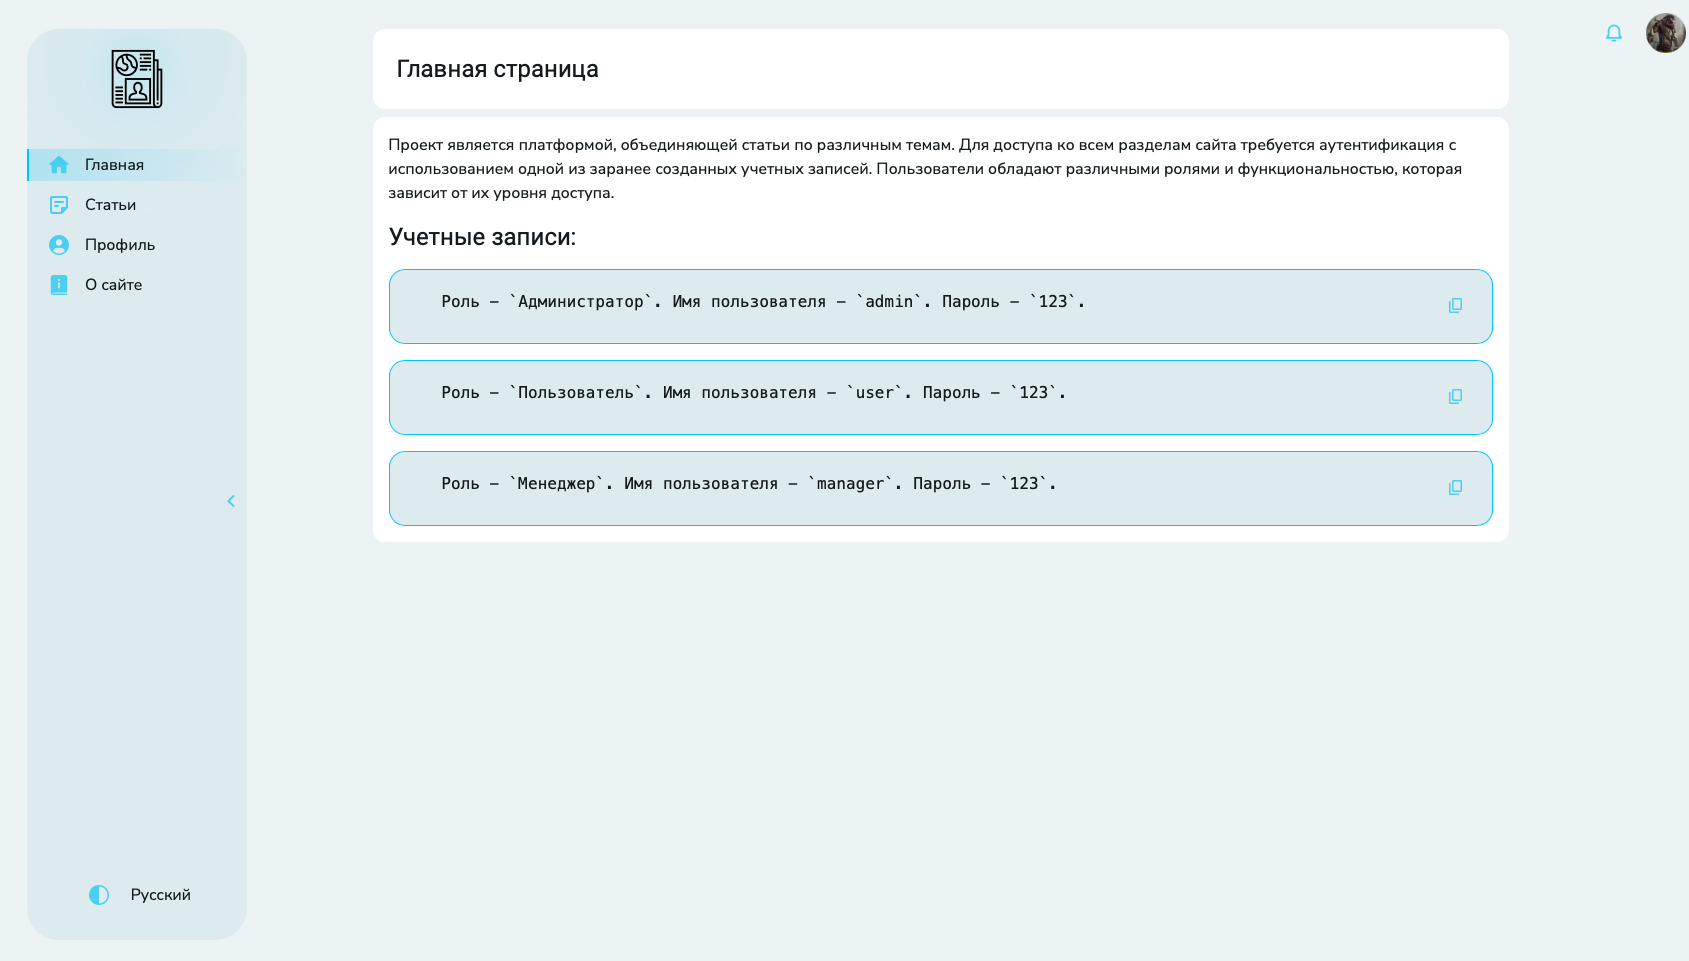 Главная страница
Главная
Статьи
Профиль
О сайте
Русский
Проект является платформой, объединяющей статьи по различным темам. Для доступа ко всем разделам сайта требуется аутентификация с
использованием одной из заранее созданных учетных записей. Пользователи обладают различными ролями и функциональностью, которая
зависит от их уровня доступа.
Учетные записи:
Роль – `Администратор`. Имя пользователя – `admin`. Пароль – `123`.
Роль – `Пользователь`. Имя пользователя – `user`. Пароль – `123`.
Роль – `Менеджер`. Имя пользователя – `manager`. Пароль – `123`.